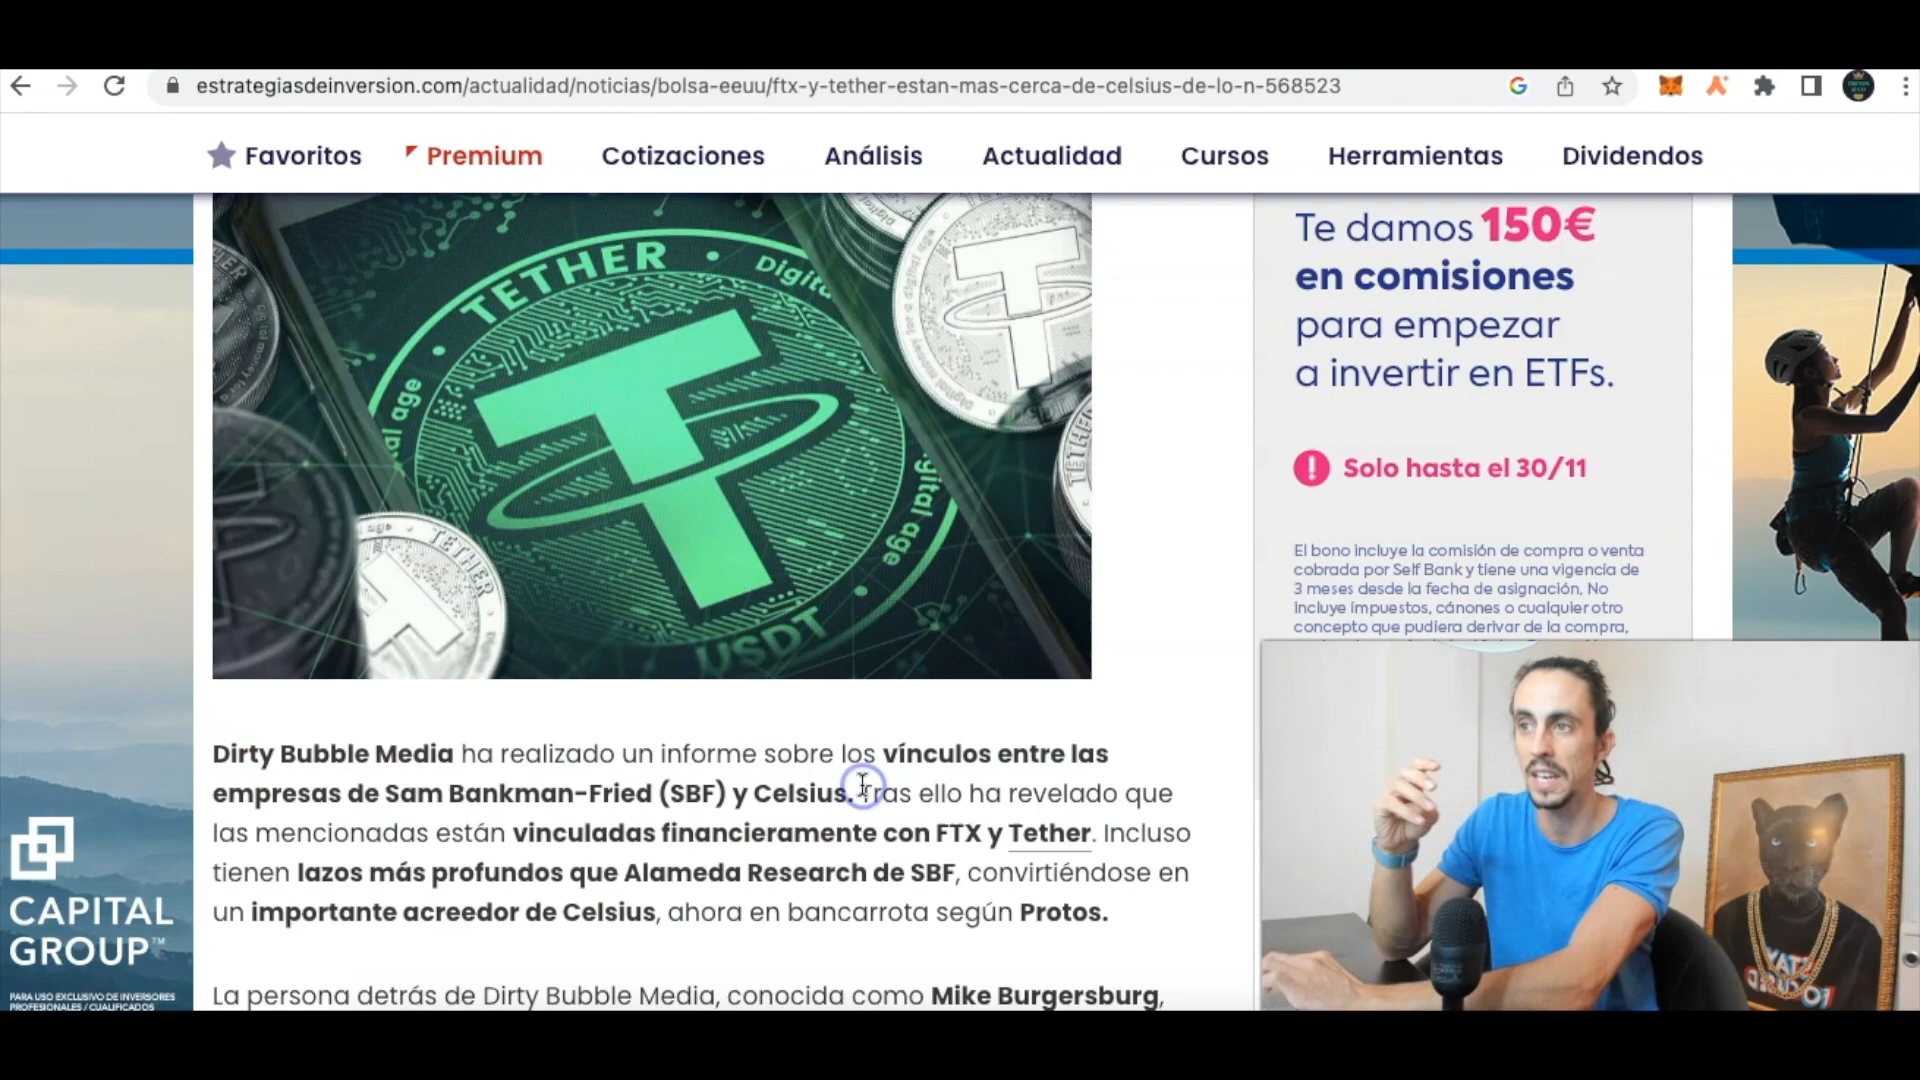 estrategiasdeinversion.com/actualidad/noticias/bolsa-eeuu/ftx-y-tether-estan-mas-cerca-de-celsius-de-lo-n-568523
Favoritos
Premium
Cotizaciones
Análisis
Actualidad
Cursos
Herramientas
Dividendos
TETHER
Digital
digital age
USDT
TETHER
Te damos 150€
en comisiones
para empezar
a invertir en ETFs.
Solo hasta el 30/11
El bono incluye la comisión de compra o venta
cobrada por Self Bank y tiene una vigencia de
3 meses desde la fecha de asignación. No
incluye impuestos, cánones o cualquier otro
concepto que pudiera derivar de la compra,
Dirty Bubble Media ha realizado un informe sobre los vínculos entre las
empresas de Sam Bankman-Fried (SBF) y Celsius. Tras ello ha revelado que
las mencionadas están vinculadas financieramente con FTX y Tether. Incluso
tienen lazos más profundos que Alameda Research de SBF, convirtiéndose en
un importante acreedor de Celsius, ahora en bancarrota según Protos.
La persona detrás de Dirty Bubble Media, conocida como Mike Burgersburg,
CAPITAL
GROUP™
PARA USO EXCLUSIVO DE INVERSORES
PROFESIONALES / CUALIFICADOS